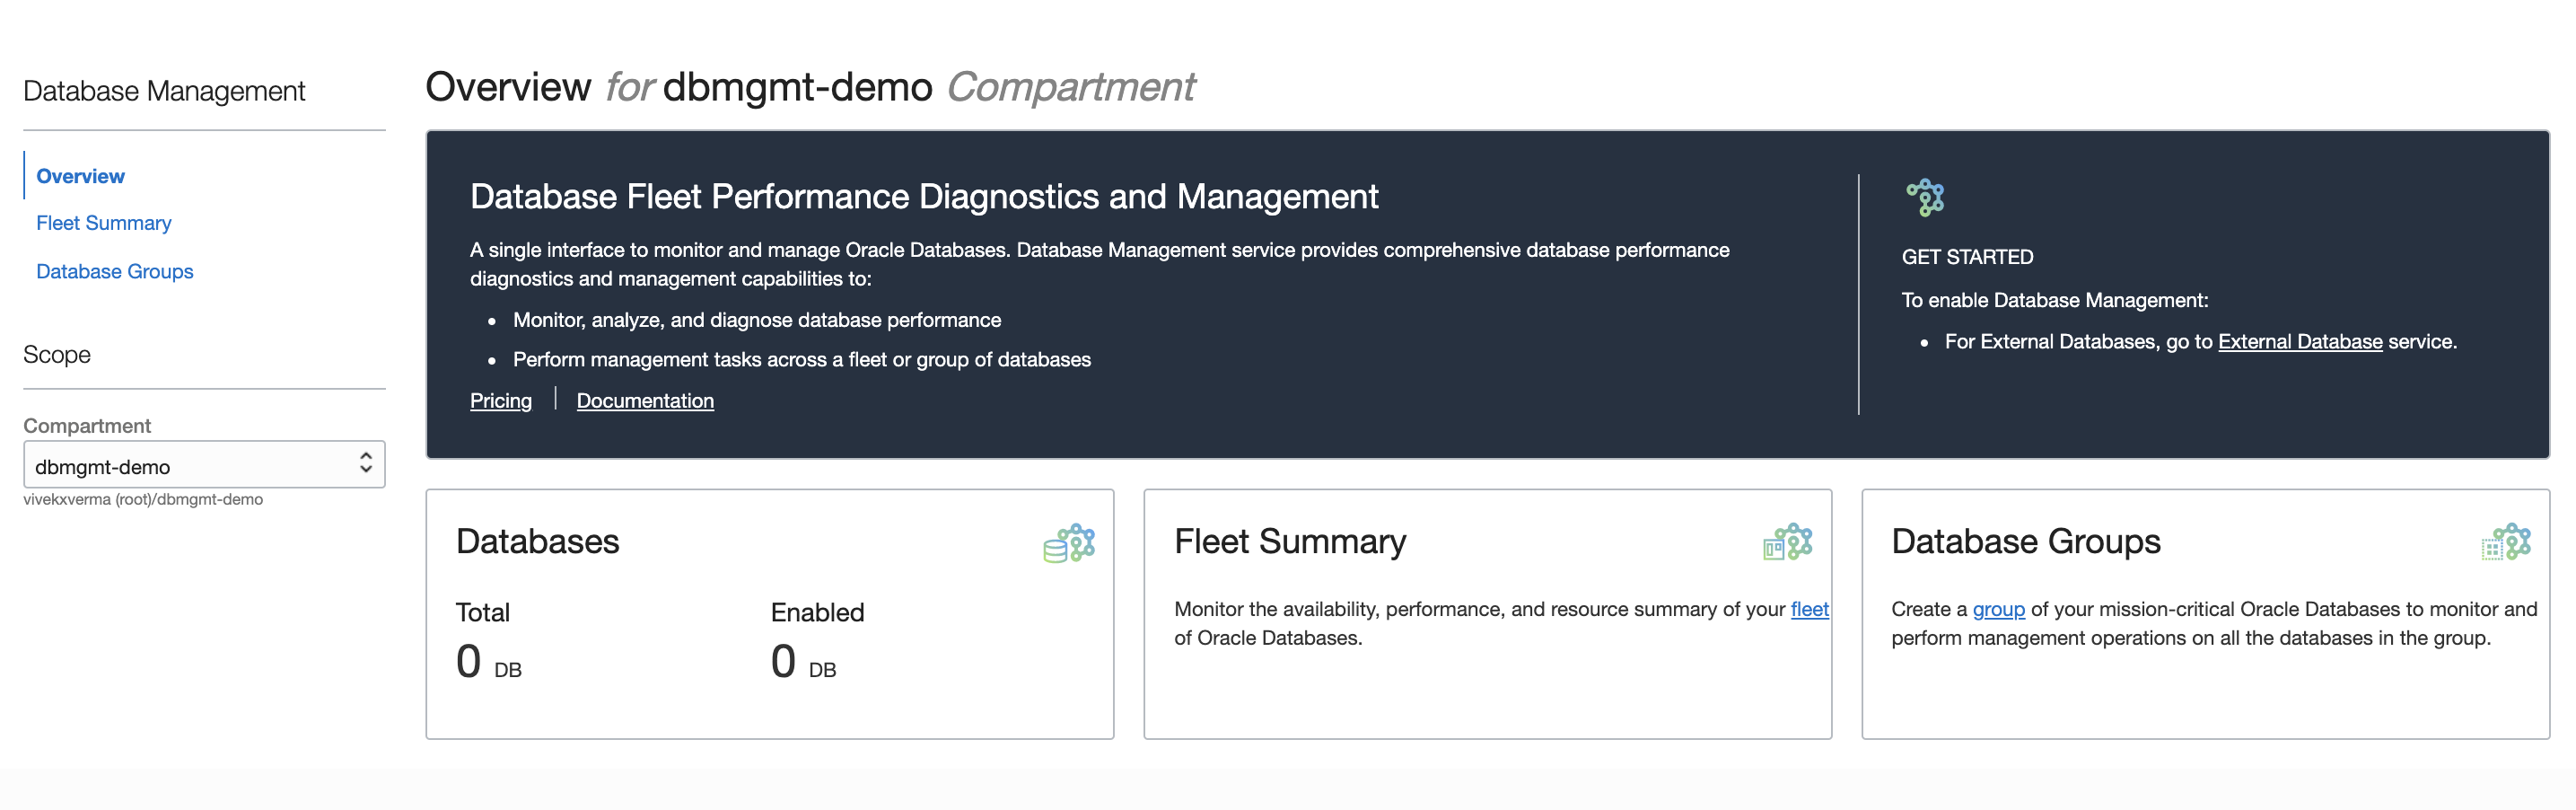 Database Management
Overview
Fleet Summary
Database Groups
Scope
Compartment
dbmgmt-demo
vivekxverma (root)/dbmgmt-demo
Overview for dbmgmt-demo Compartment
Database Fleet Performance Diagnostics and Management
A single interface to monitor and manage Oracle Databases. Database Management service provides comprehensive database performance
diagnostics and management capabilities to:
• Monitor, analyze, and diagnose database performance
• Perform management tasks across a fleet or group of databases
Pricing | Documentation
GET STARTED
To enable Database Management:
• For External Databases, go to External Database service.
Databases
Total Enabled
0 DB 0 DB
Fleet Summary
Monitor the availability, performance, and resource summary of your fleet
of Oracle Databases.
Database Groups
Create a group of your mission-critical Oracle Databases to monitor and
perform management operations on all the databases in the group.